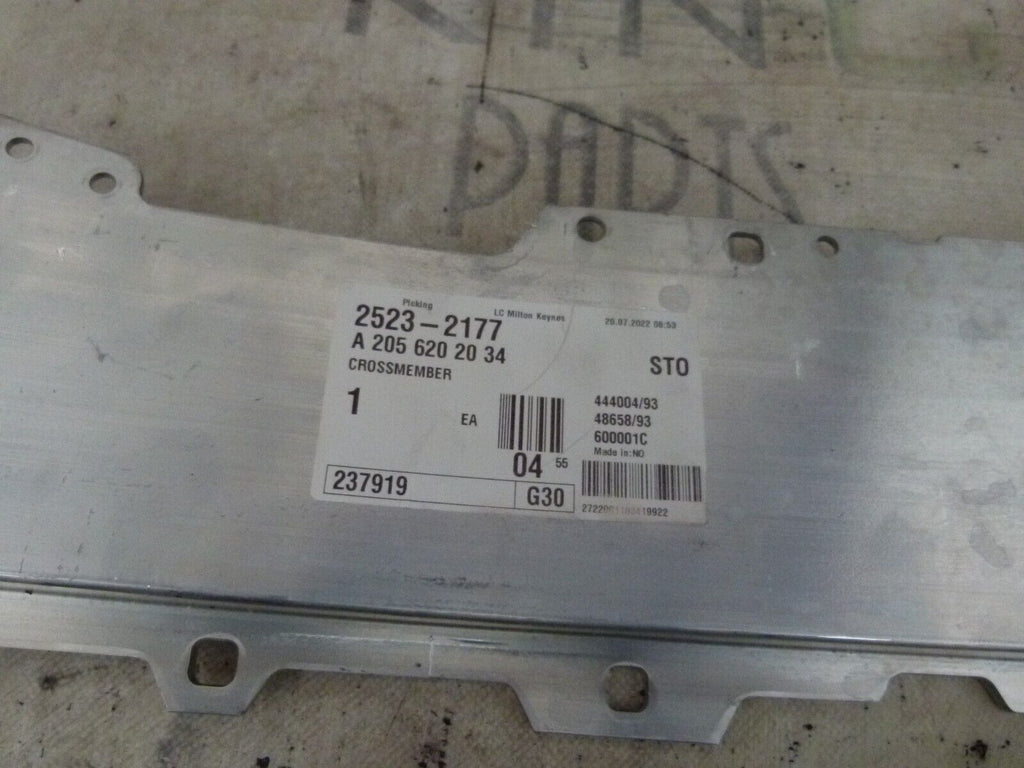 PARTS
Picking
LC Milton Keynes
20.07.2022 06:53
2523-2177
A 205 620 20 34
STO
CROSSMEMBER
1
EA
444004/93
48658/93
600001C
Made in:NO
04 55
237919
G30